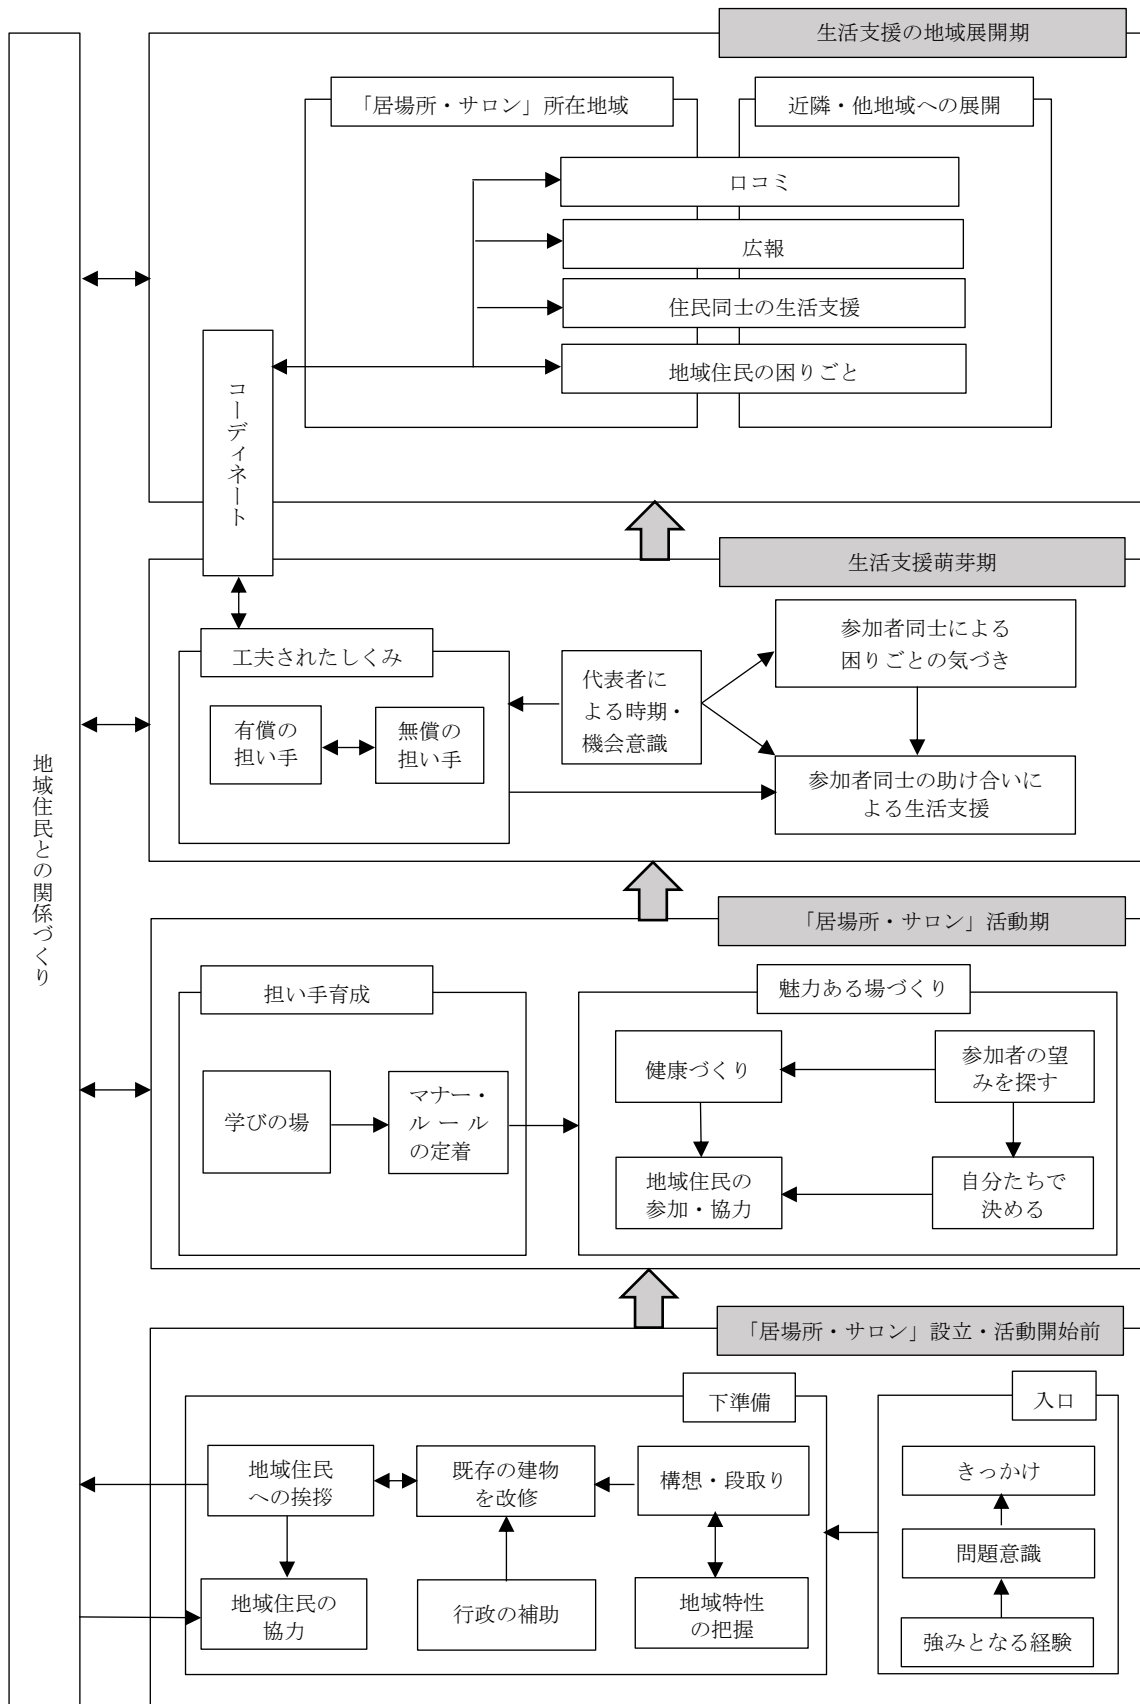 生活支援の地域展開期
「居場所・サロン」所在地域
近隣・他地域への展開
口コミ
広報
住民同士の生活支援
地域住民の困りごと
コーディネート
生活支援萌芽期
工夫されたしくみ
有償の
担い手
無償の
担い手
代表者に
よる時期・
機会意識
参加者同士による
困りごとの気づき
参加者同士の助け合いに
よる生活支援
地域住民との関係づくり
「居場所・サロン」活動期
担い手育成
学びの場
マナー・
ルール
の定着
魅力ある場づくり
健康づくり
参加者の望
みを探す
地域住民の
参加・協力
自分たちで
決める
「居場所・サロン」設立・活動開始前
下準備
地域住民
への挨拶
既存の建物
を改修
構想・段取り
地域住民の
協力
行政の補助
地域特性
の把握
入口
きっかけ
問題意識
強みとなる経験